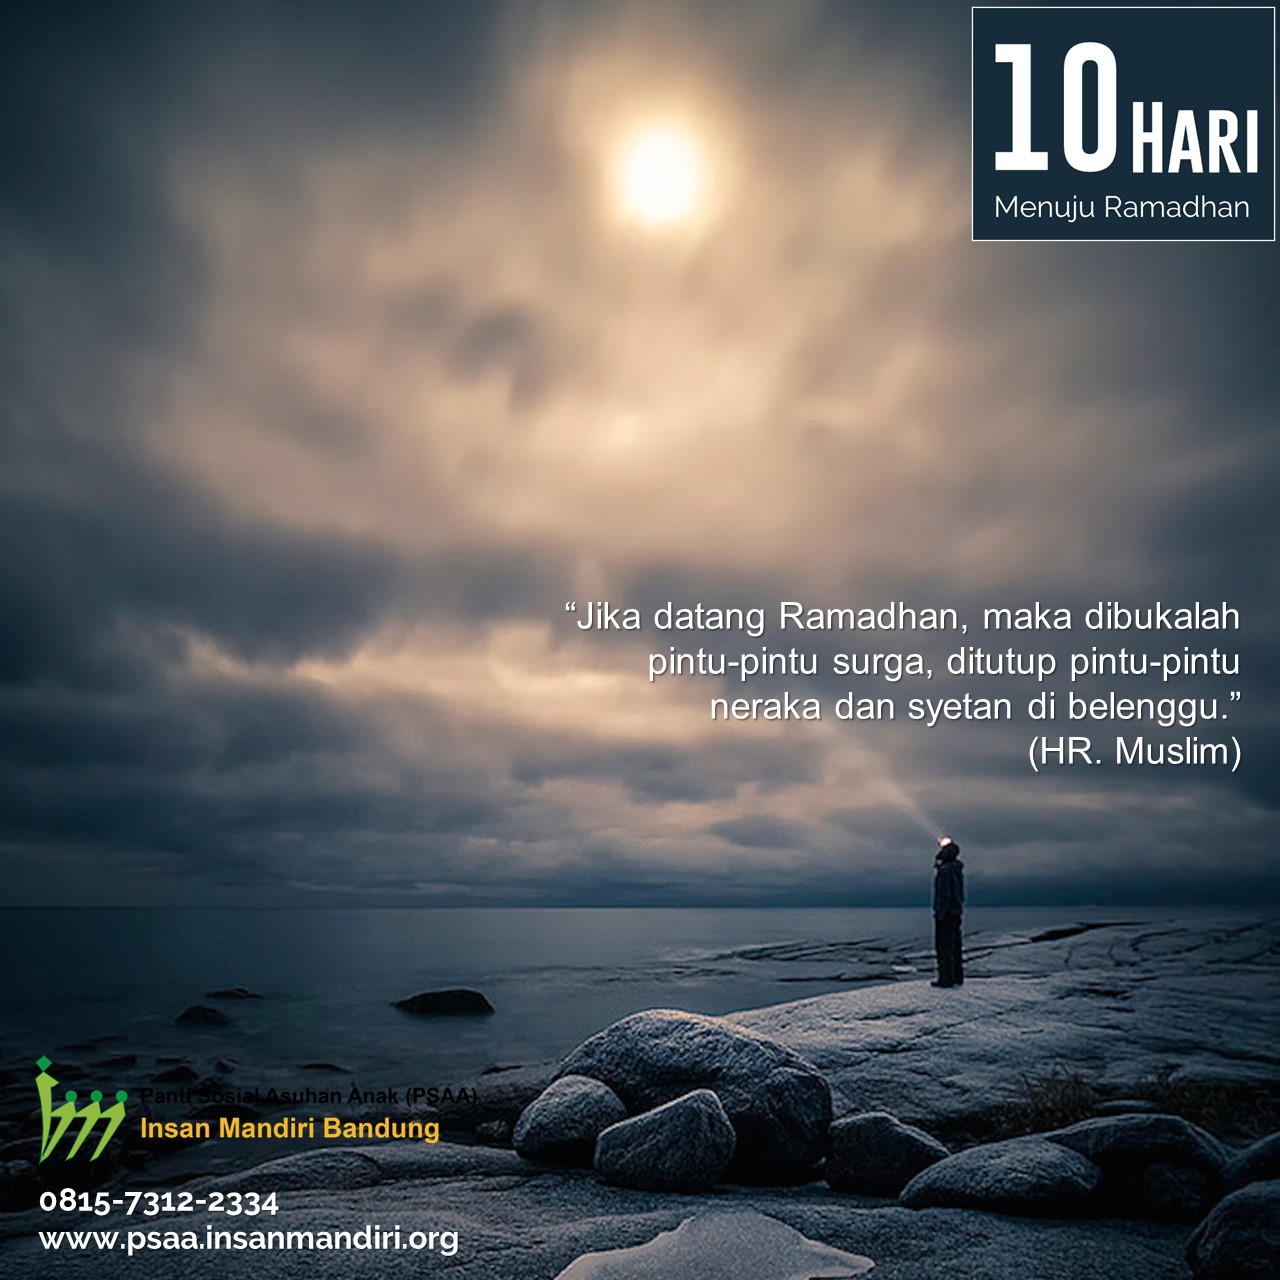 10 HARI
Menuju Ramadhan
“Jika datang Ramadhan, maka dibukalah
pintu-pintu surga, ditutup pintu-pintu
neraka dan syetan di belenggu.”
(HR. Muslim)
Panti Sosial Asuhan Anak (PSAA)
Insan Mandiri Bandung
0815-7312-2334
www.psaa.insanmandiri.org